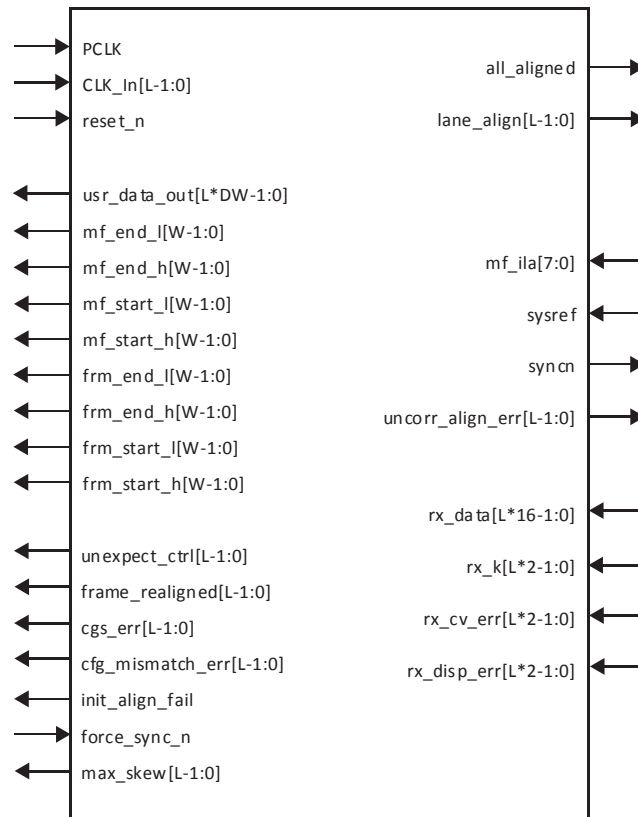 PCLK
CLK_In[L-1:0]
reset_n
usr_data_out[L*DW-1:0]
mf_end_l[W-1:0]
mf_end_h[W-1:0]
mf_start_l[W-1:0]
mf_start_h[W-1:0]
frm_end_l[W-1:0]
frm_end_h[W-1:0]
frm_start_l[W-1:0]
frm_start_h[W-1:0]
unexpect_ctrl[L-1:0]
frame_realigned[L-1:0]
cgs_err[L-1:0]
cfg_mismatch_err[L-1:0]
init_align_fail
force_sync_n
max_skew[L-1:0]
all_aligned
lane_align[L-1:0]
mf_ila[7:0]
sysref
syncn
uncorr_align_err[L-1:0]
rx_data[L*16-1:0]
rx_k[L*2-1:0]
rx_cv_err[L*2-1:0]
rx_disp_err[L*2-1:0]